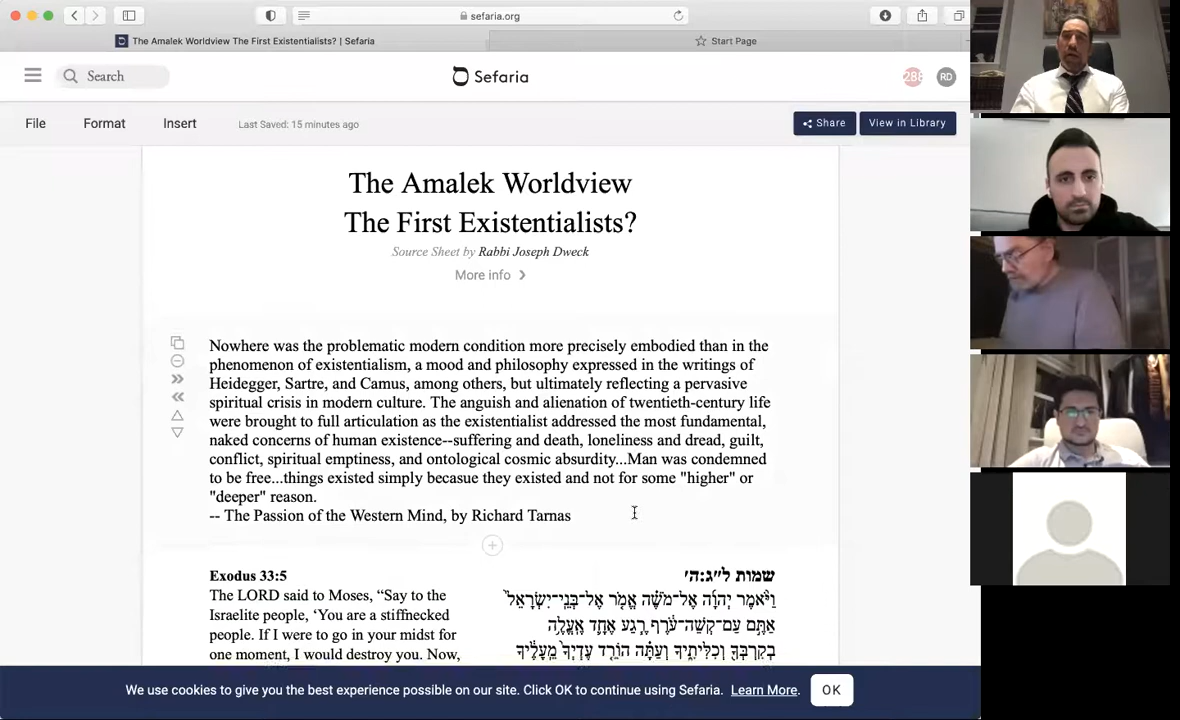 sefaria.org
The Amalek Worldview The First Existentialists? | Sefaria
Start Page
Search
Sefaria
288
RD
File
Format
Insert
Last Saved: 15 minutes ago
Share
View in Library
The Amalek Worldview
The First Existentialists?
Source Sheet by Rabbi Joseph Dweck
More info
Nowhere was the problematic modern condition more precisely embodied than in the
phenomenon of existentialism, a mood and philosophy expressed in the writings of
Heidegger, Sartre, and Camus, among others, but ultimately reflecting a pervasive
spiritual crisis in modern culture. The anguish and alienation of twentieth-century life
were brought to full articulation as the existentialist addressed the most fundamental,
naked concerns of human existence--suffering and death, loneliness and dread, guilt,
conflict, spiritual emptiness, and ontological cosmic absurdity...Man was condemned
to be free...things existed simply becasue they existed and not for some "higher" or
"deeper" reason.
-- The Passion of the Western Mind, by Richard Tarnas
Exodus 33:5
The LORD said to Moses, “Say to the
Israelite people, ‘You are a stiffnecked
people. If I were to go in your midst for
one moment, I would destroy you. Now,
שמות ל״ג:ה׳
וַיֹּ֨אמֶר יְהֹוָ֜ה אֶל־מֹשֶׁ֗ה אֱמֹ֤ר אֶל־בְּנֵֽי־יִשְׂרָאֵל֙
אַתֶּ֣ם עַם־קְשֵׁה־עֹ֔רֶף רֶ֧גַע אֶחָ֛ד אֶֽעֱלֶ֥ה
בְקִרְבְּךָ֖ וְכִלִּיתִ֑יךָ וְעַתָּ֗ה הוֹרֵ֤ד עֶדְיְךָ֙ מֵֽעָלֶ֔יךָ
We use cookies to give you the best experience possible on our site. Click OK to continue using Sefaria. Learn More.
OK